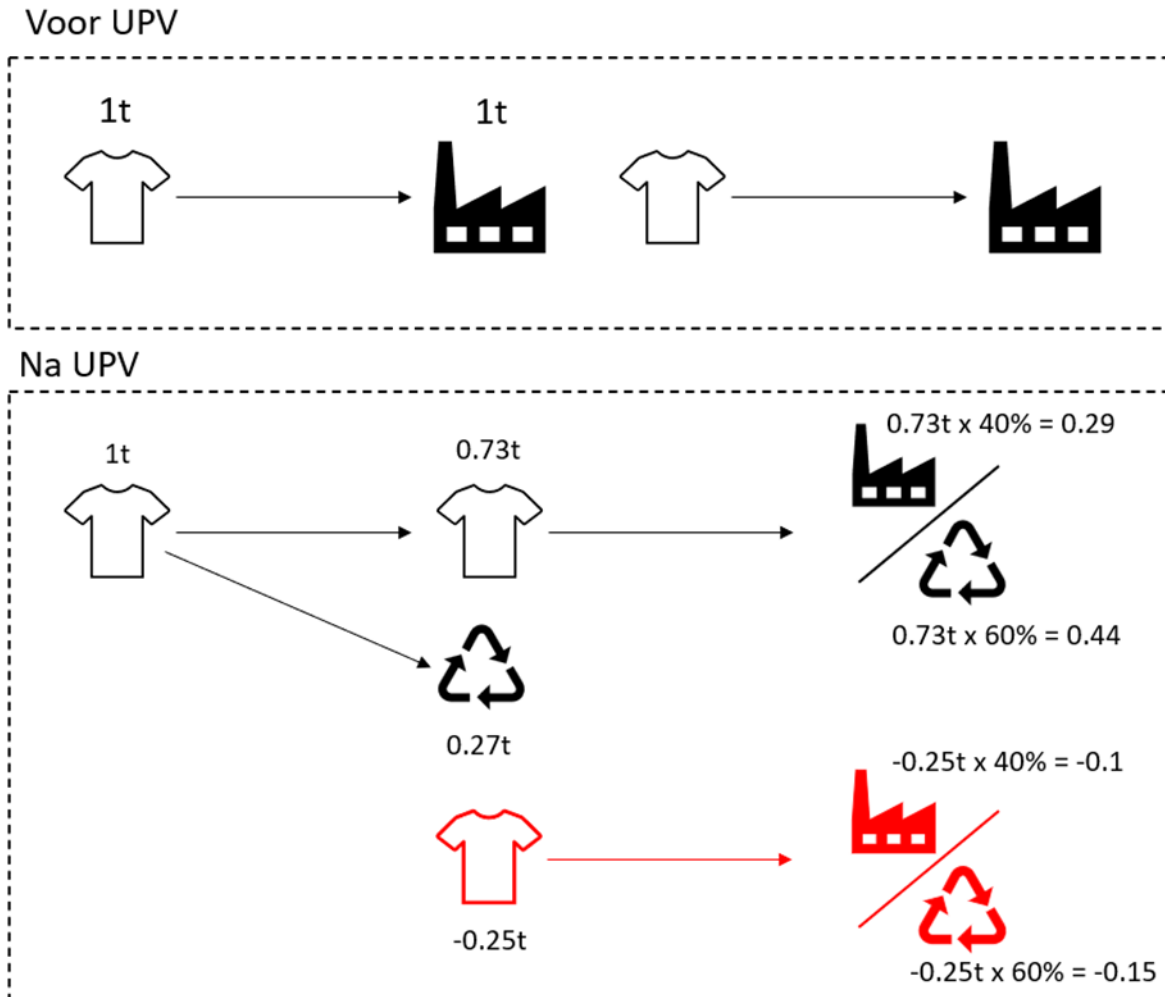 Voor UPV
1t
1t
Na UPV
1t
0.73t
0.73t x 40% = 0.29
0.73t x 60% = 0.44
0.27t
-0.25t x 40% = -0.1
-0.25t
-0.25t x 60% = -0.15